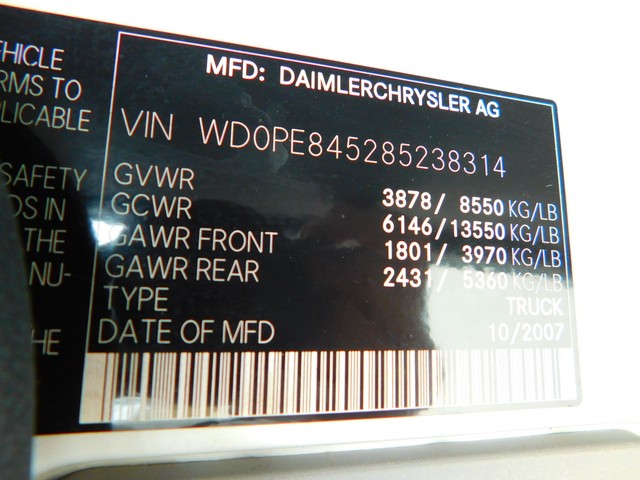 EHICLE
RMS TO
PLICABLE
SAFETY
DS IN
THE
NU-
HE
MFD: DAIMLERCHRYSLER AG
VIN WD0PE845285238314
GVWR 3878/ 8550 KG/LB
GCWR 6146/13550 KG/LB
GAWR FRONT 1801/ 3970 KG/LB
GAWR REAR 2431/ 5360 KG/LB
TYPE TRUCK
DATE OF MFD 10/2007